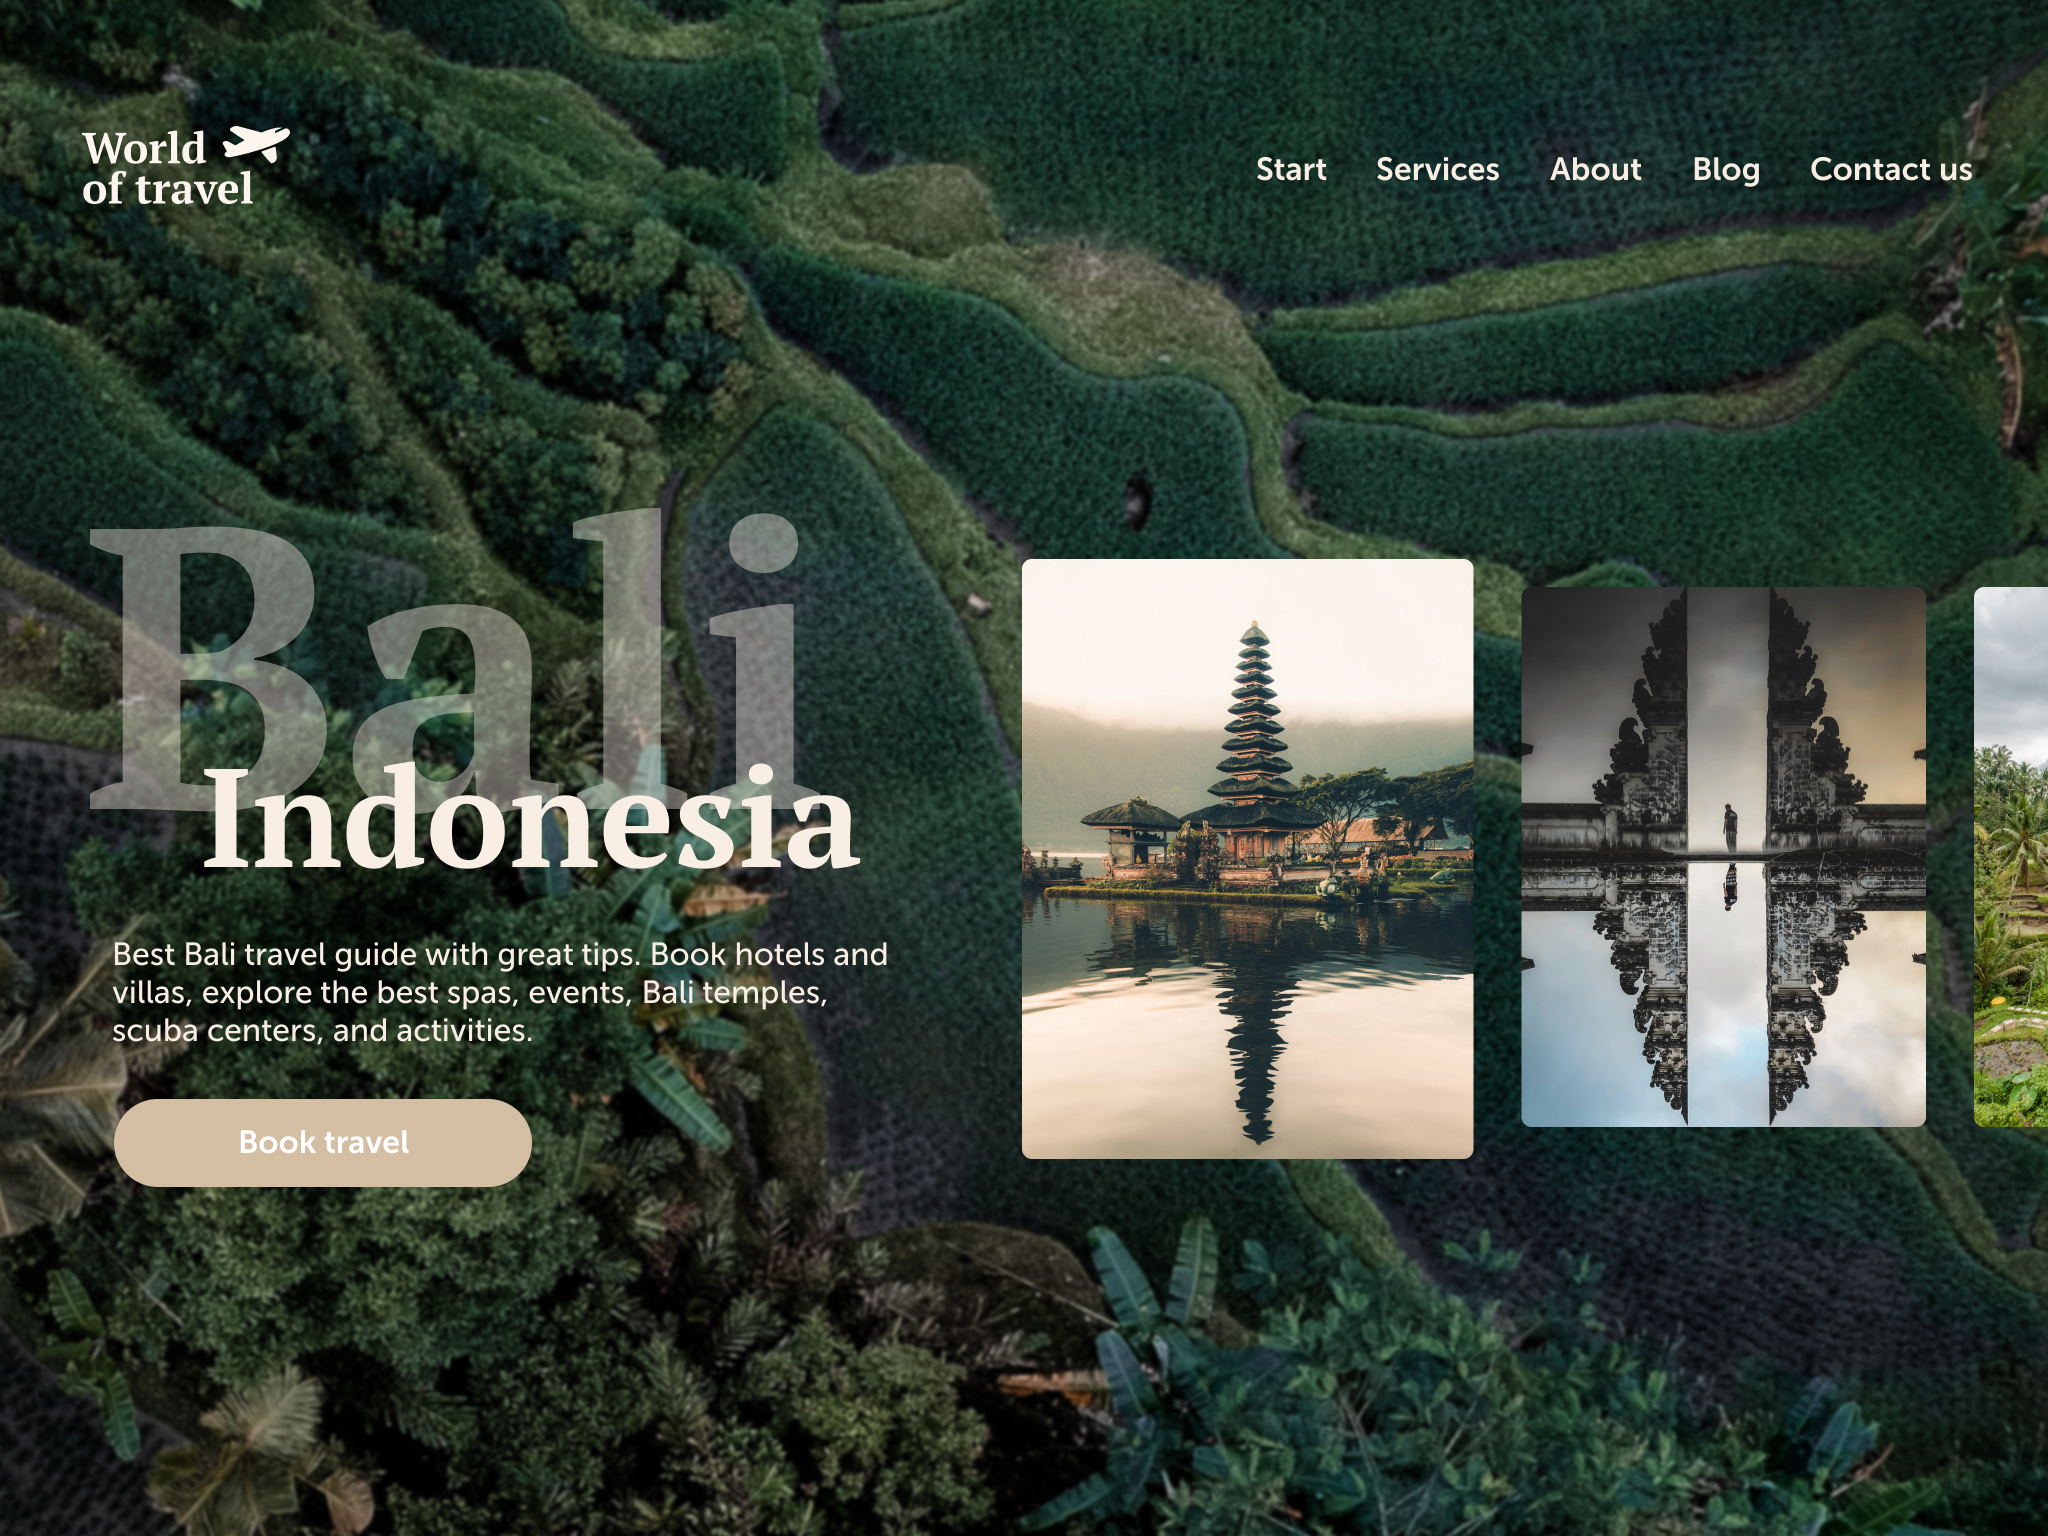 World
of travel
Start Services About Blog Contact us
Bali
Indonesia
Best Bali travel guide with great tips. Book hotels and
villas, explore the best spas, events, Bali temples,
scuba centers, and activities.
Book travel